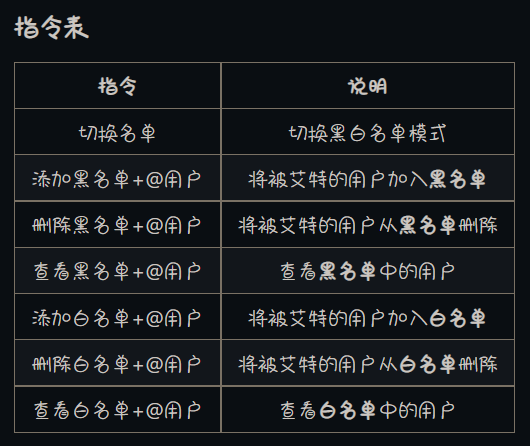 指令表
指令 说明
切换名单 切换黑白名单模式
添加黑名单+@用户 将被艾特的用户加入黑名单
删除黑名单+@用户 将被艾特的用户从黑名单删除
查看黑名单+@用户 查看黑名单中的用户
添加白名单+@用户 将被艾特的用户加入白名单
删除白名单+@用户 将被艾特的用户从白名单删除
查看白名单+@用户 查看白名单中的用户